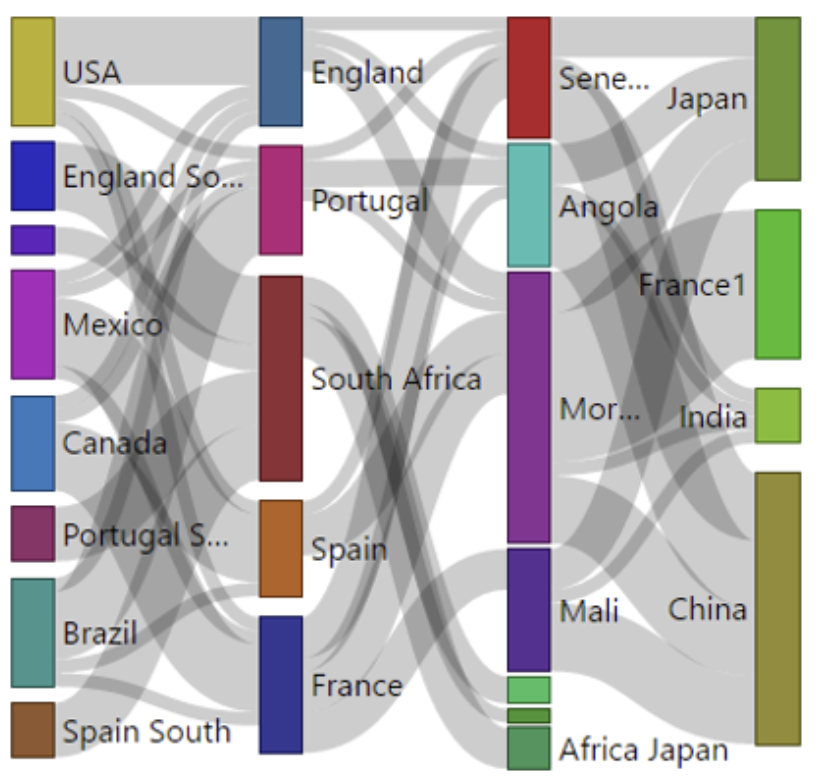 USA
England So...
Mexico
Canada
Portugal S...
Brazil
Spain South
England
Portugal
South Africa
Spain
France
Sene...
Angola
Mor...
Mali
Africa Japan
Japan
France1
India
China